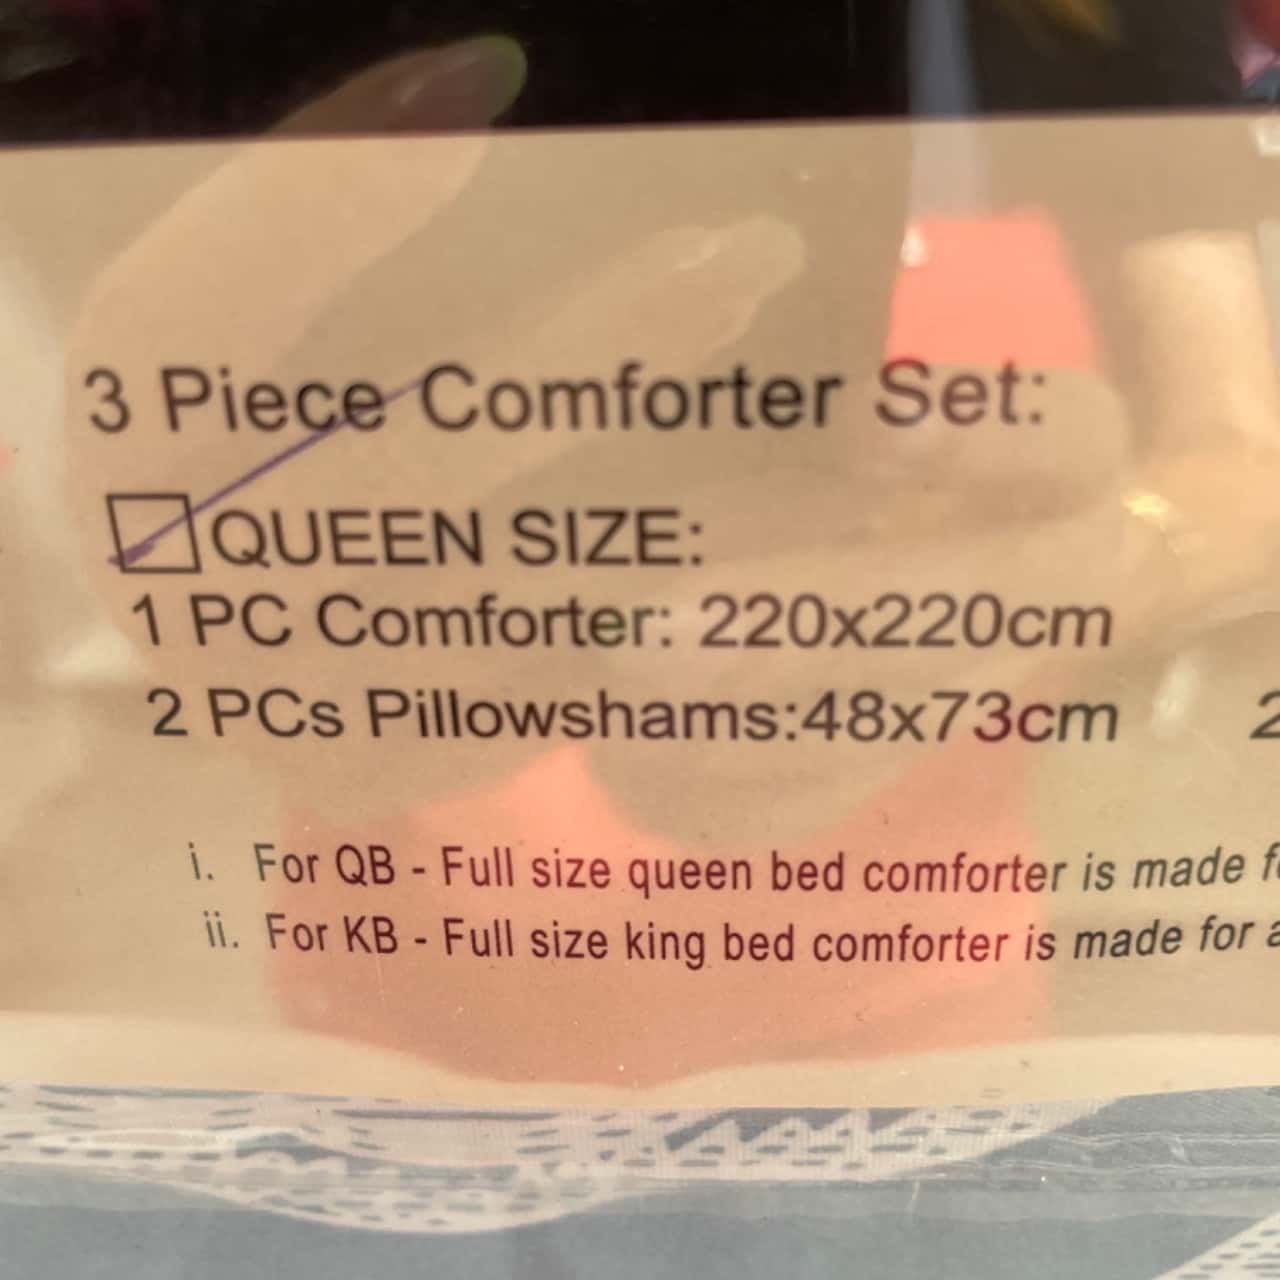 3 Piece Comforter Set:
QUEEN SIZE:
1 PC Comforter: 220x220cm
2 PCs Pillowshams:48x73cm 2
i. For QB - Full size queen bed comforter is made
ii. For KB - Full size king bed comforter is made for a